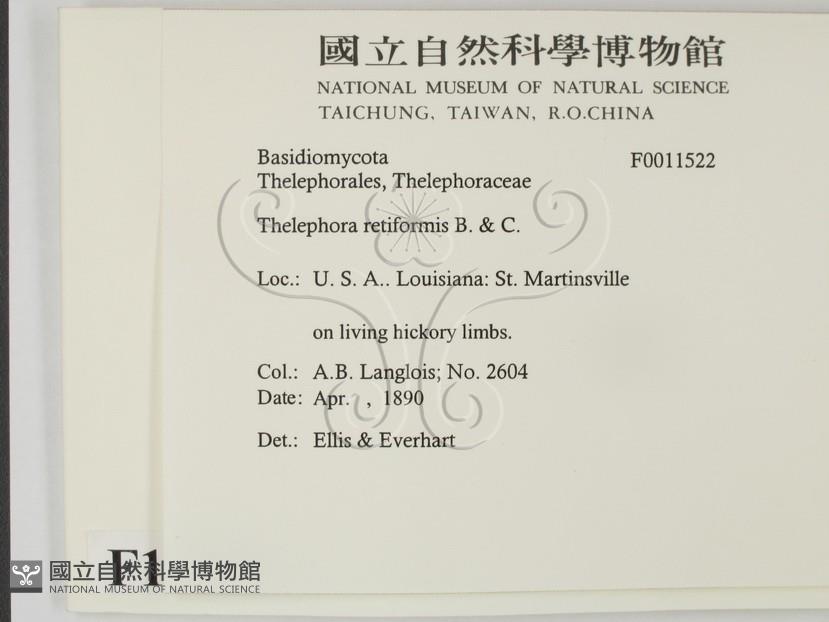 國立自然科學博物館
NATIONAL MUSEUM OF NATURAL SCIENCE
TAICHUNG, TAIWAN, R.O.CHINA
Basidiomycota F0011522
Thelephorales, Thelephoraceae
Thelephora retiformis B. & C.
Loc.: U. S. A.. Louisiana: St. Martinsville
on living hickory limbs.
Col.: A.B. Langlois; No. 2604
Date: Apr. , 1890
Det.: Ellis & Everhart
F1
國立自然科學博物館
NATIONAL MUSEUM OF NATURAL SCIENCE